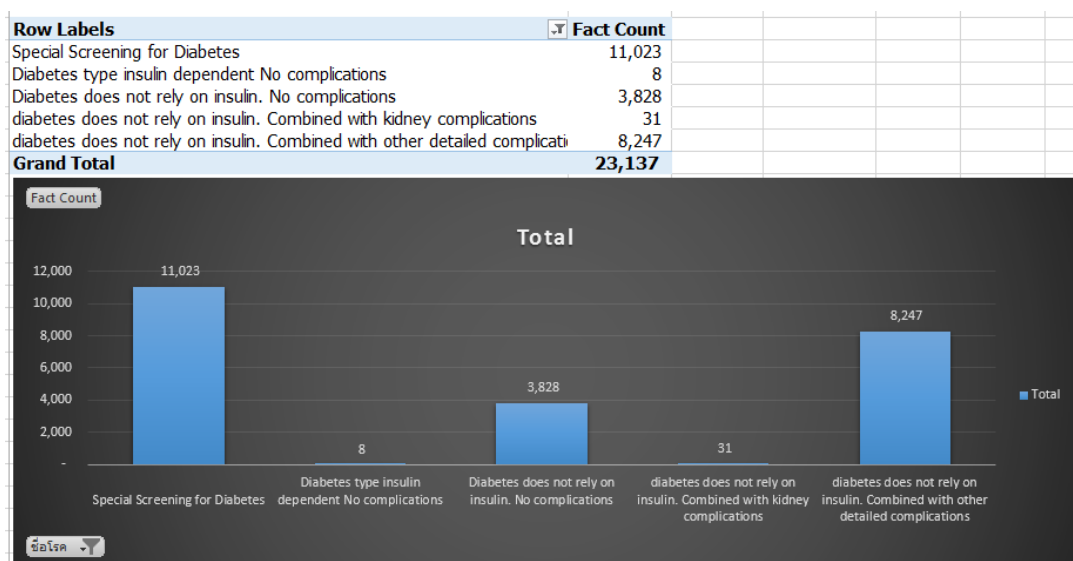 Row Labels Fact Count
Special Screening for Diabetes 11,023
Diabetes type insulin dependent No complications 8
Diabetes does not rely on insulin. No complications 3,828
diabetes does not rely on insulin. Combined with kidney complications 31
diabetes does not rely on insulin. Combined with other detailed complicati 8,247
Grand Total 23,137
Fact Count
Total
12,000
10,000
8,000
6,000
4,000
2,000
-
11,023
8
3,828
31
8,247
Total
Special Screening for Diabetes
Diabetes type insulin
dependent No complications
Diabetes does not rely on
insulin. No complications
diabetes does not rely on
insulin. Combined with kidney
complications
diabetes does not rely on
insulin. Combined with other
detailed complications
ชื่อโรค